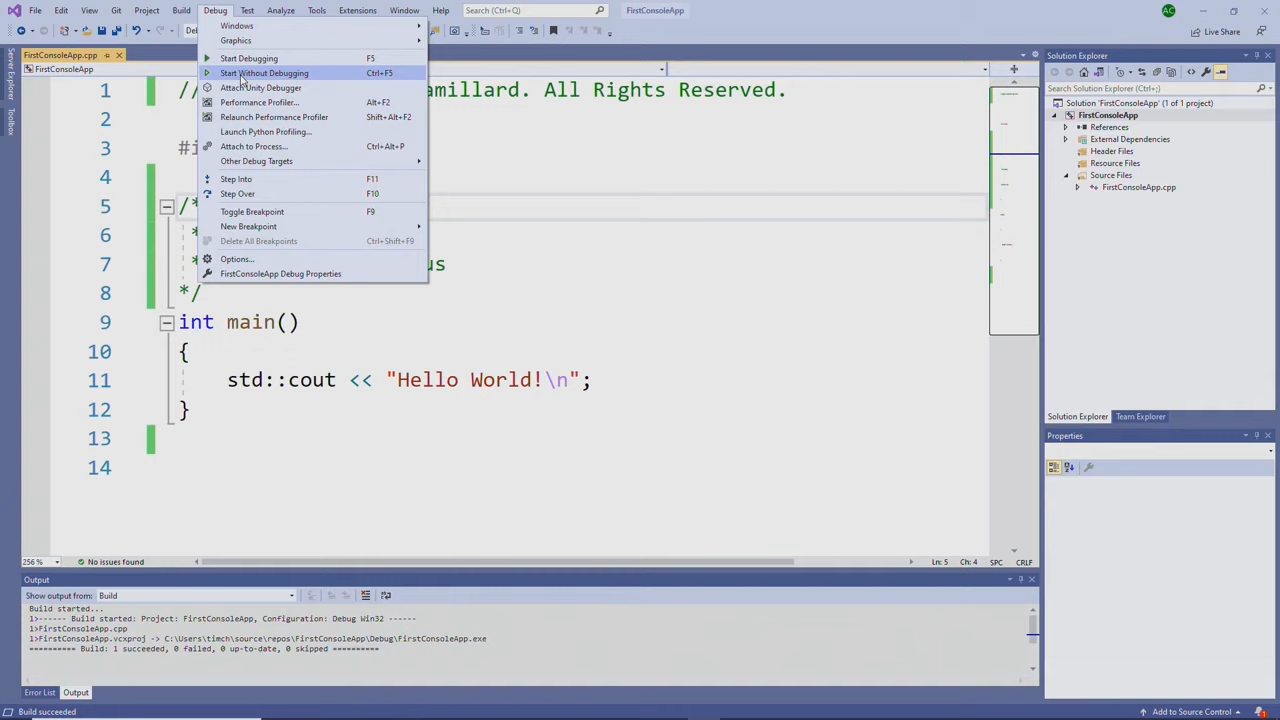 File Edit View Git Project Build Debug Test Analyze Tools Extensions Window Help Search (Ctrl+Q) FirstConsoleApp AC
Live Share
FirstConsoleApp.cpp
FirstConsoleApp
Windows
Graphics
Start Debugging F5
Start Without Debugging Ctrl+F5
Attach Unity Debugger
Performance Profiler... Alt+F2
Relaunch Performance Profiler Shift+Alt+F2
Launch Python Profiling...
Attach to Process... Ctrl+Alt+P
Other Debug Targets
Step Into F11
Step Over F10
Toggle Breakpoint F9
New Breakpoint
Delete All Breakpoints Ctrl+Shift+F9
Options...
FirstConsoleApp Debug Properties
Server Explorer
Toolbox
1 // amillard. All Rights Reserved.
2
3 #i
4
5 /*
6 *
7 * us
8 */
9 int main()
10 {
11 std::cout << "Hello World!\n";
12 }
13
14
256 % No issues found Ln: 5 Ch: 4 SPC CRLF
Solution Explorer
Search Solution Explorer (Ctrl+;)
Solution 'FirstConsoleApp' (1 of 1 project)
FirstConsoleApp
References
External Dependencies
Header Files
Resource Files
Source Files
FirstConsoleApp.cpp
Solution Explorer Team Explorer
Properties
Output
Show output from: Build
Build started...
1>------ Build started: Project: FirstConsoleApp, Configuration: Debug Win32 ------
1>FirstConsoleApp.cpp
1>FirstConsoleApp.vcxproj -> C:\Users\timch\source\repos\FirstConsoleApp\Debug\FirstConsoleApp.exe
========== Build: 1 succeeded, 0 failed, 0 up-to-date, 0 skipped ==========
Error List Output
Build succeeded Add to Source Control 1